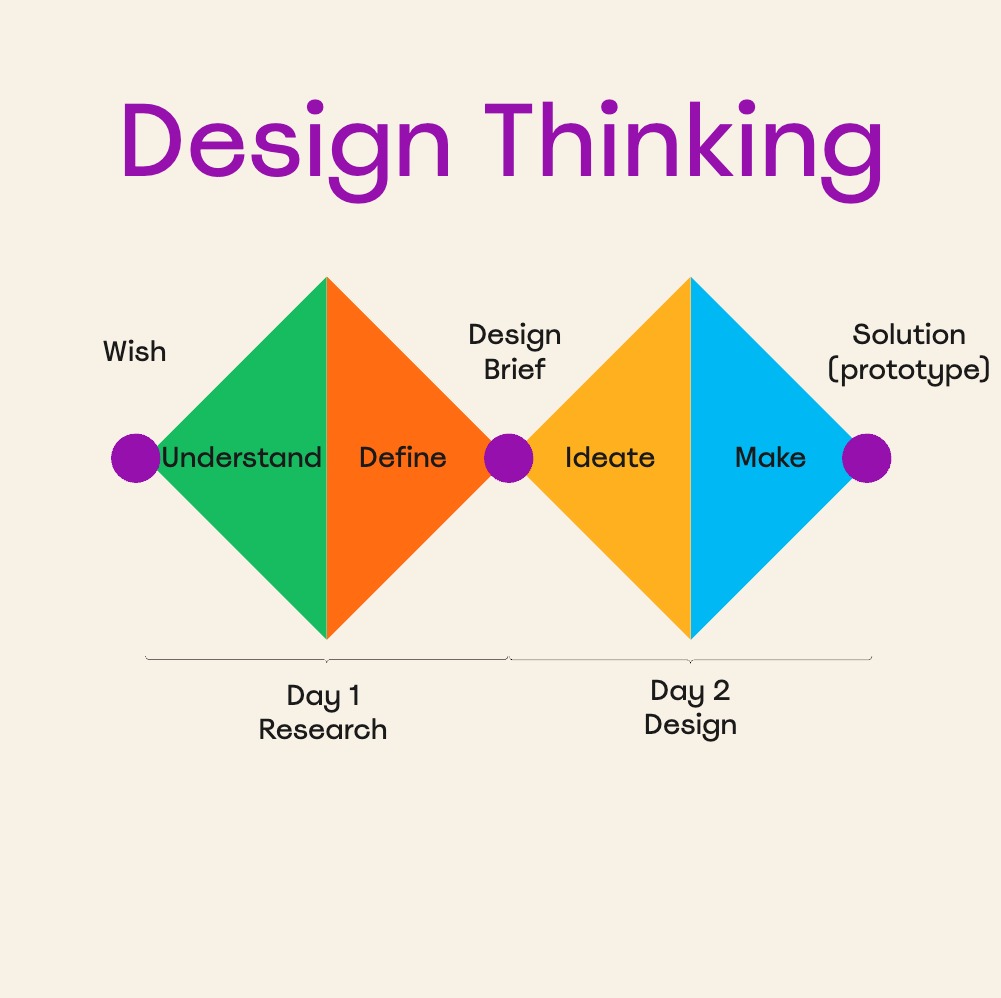 Design Thinking
Wish
Design
Brief
Solution
(prototype)
Understand
Define
Ideate
Make
Day 1
Research
Day 2
Design